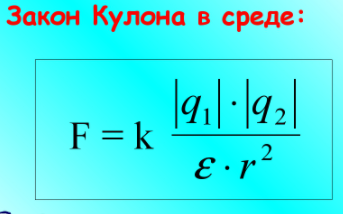 Закон Кулона в среде:
F = k |q₁| · |q₂| / ε · r²